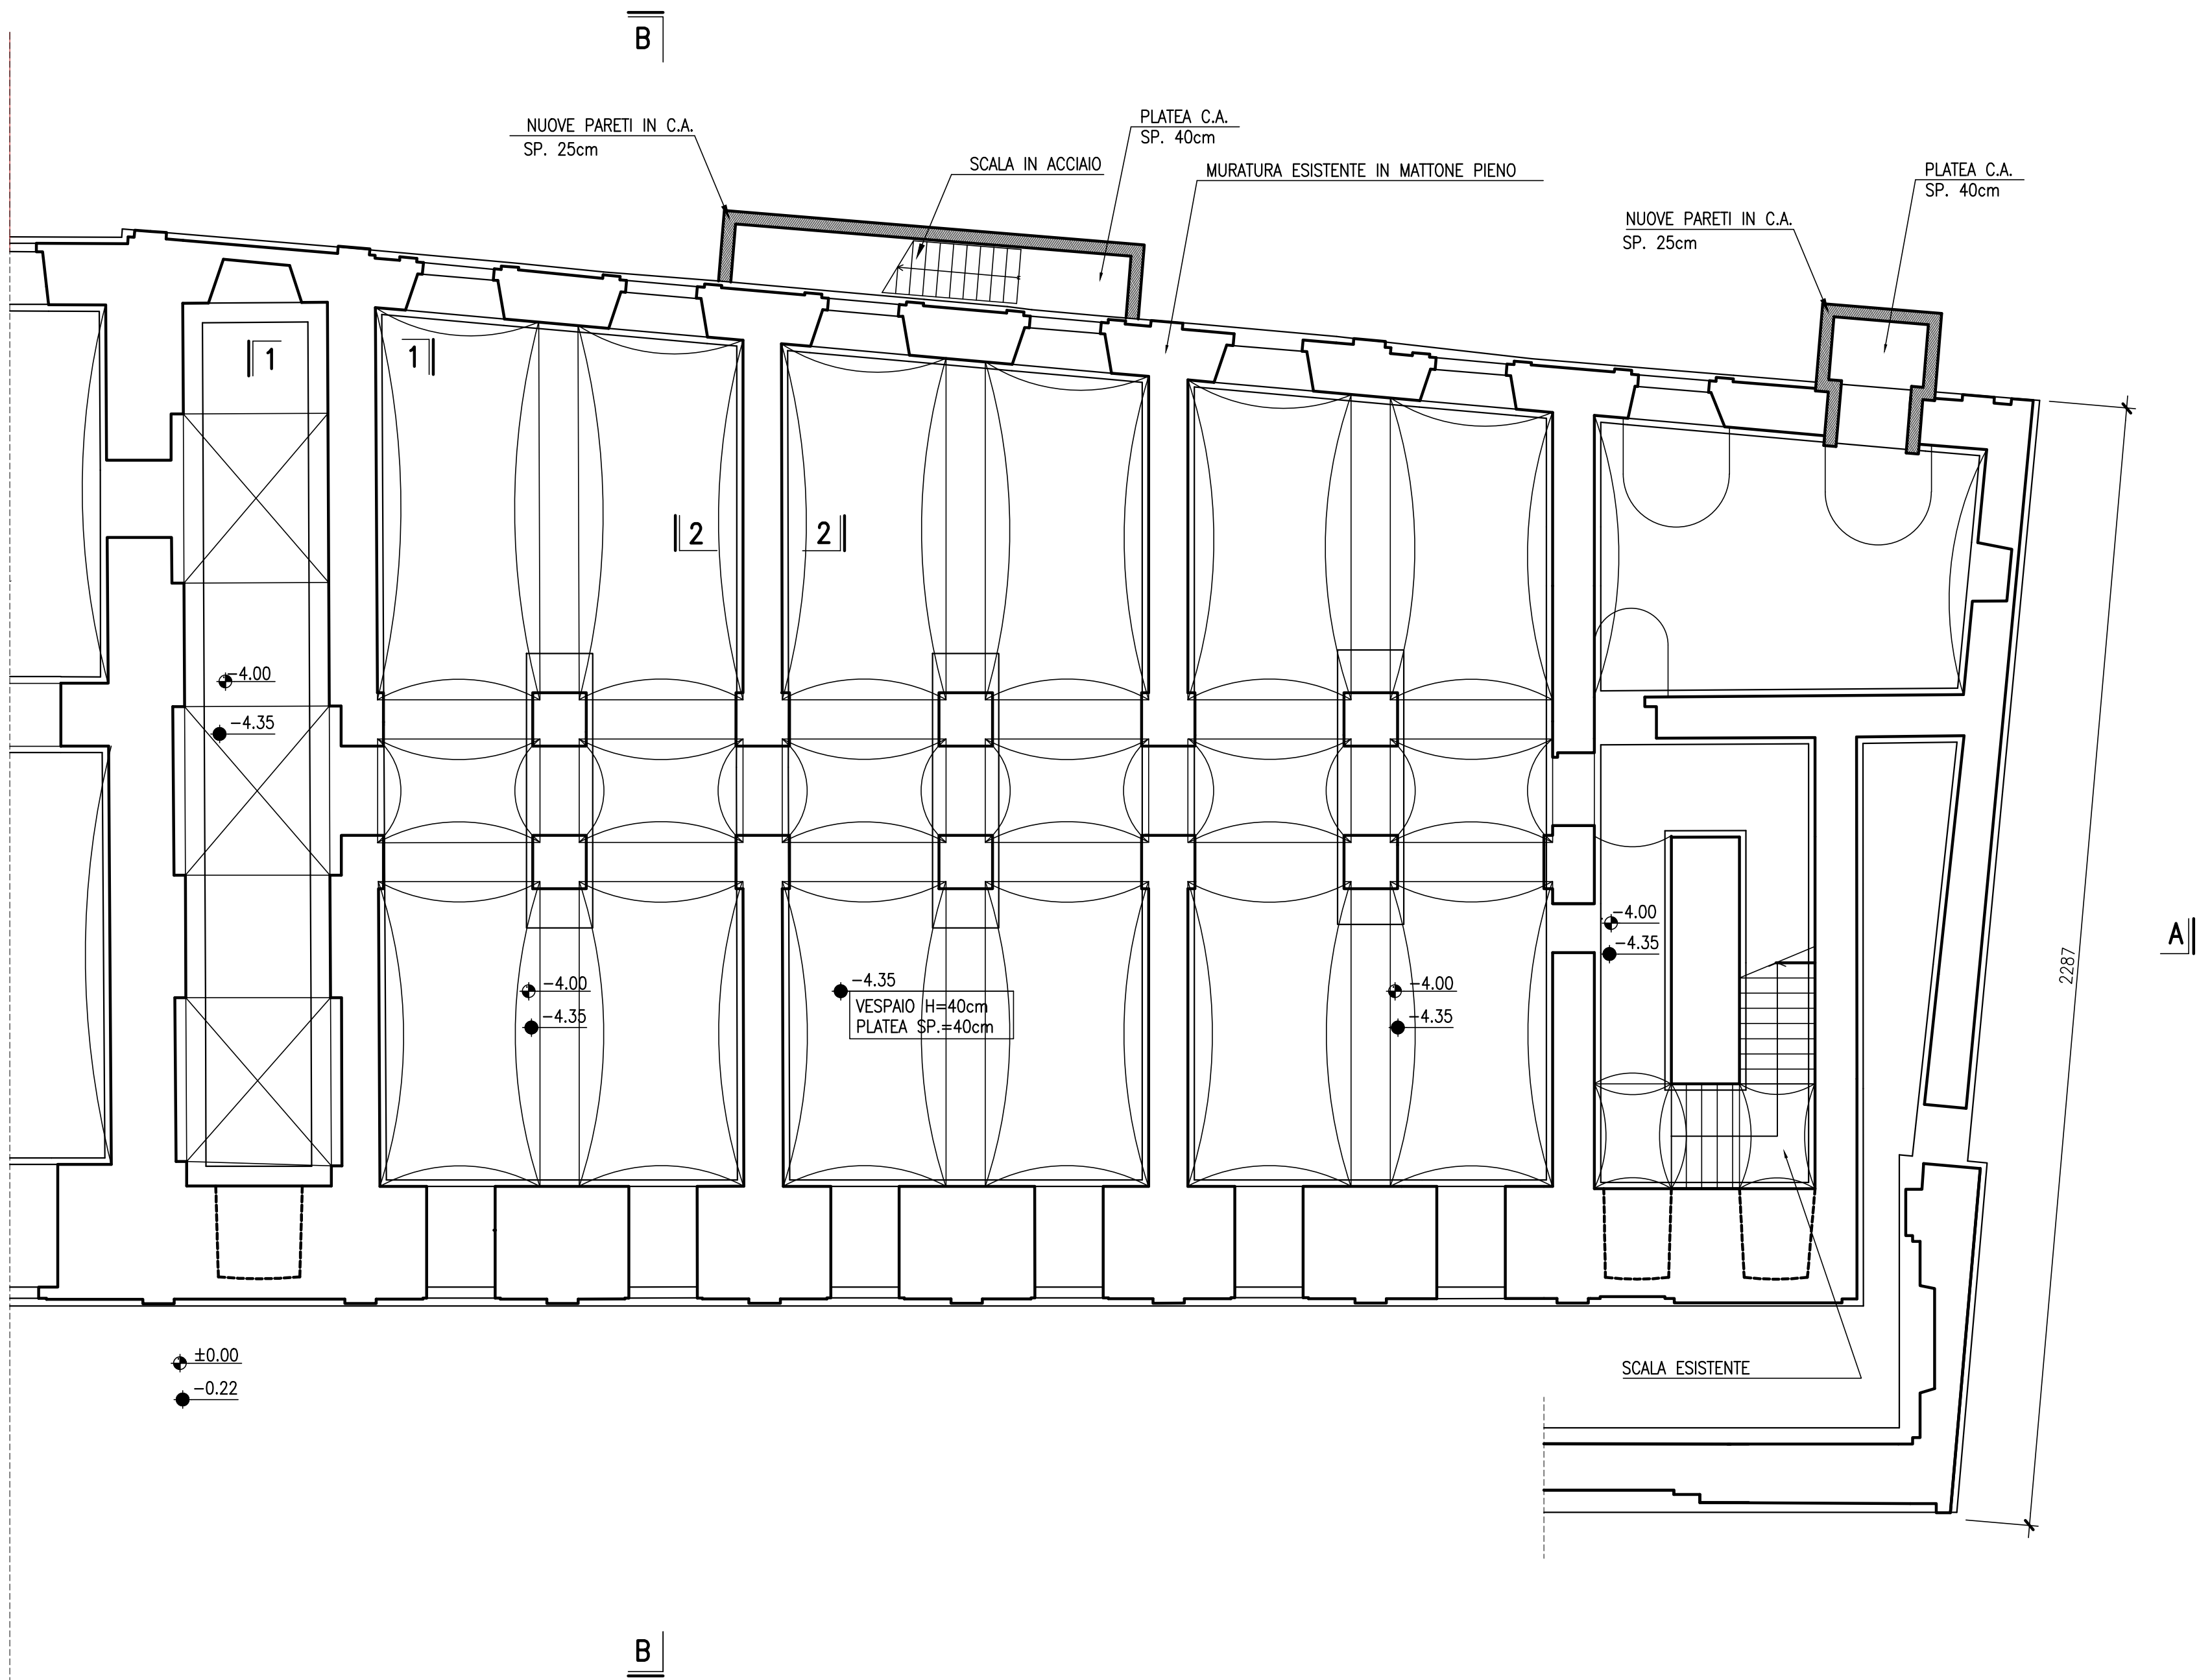 B
NUOVE PARETI IN C.A.
SP. 25cm
SCALA IN ACCIAIO
PLATEA C.A.
SP. 40cm
MURATURA ESISTENTE IN MATTONE PIENO
PLATEA C.A.
SP. 40cm
NUOVE PARETI IN C.A.
SP. 25cm
1
1
2
2
-4.00
-4.35
-4.00
-4.35
A
2287
-4.00
-4.35
-4.35
VESPAIO H=40cm
PLATEA SP.=40cm
-4.00
-4.35
±0.00
-0.22
SCALA ESISTENTE
B